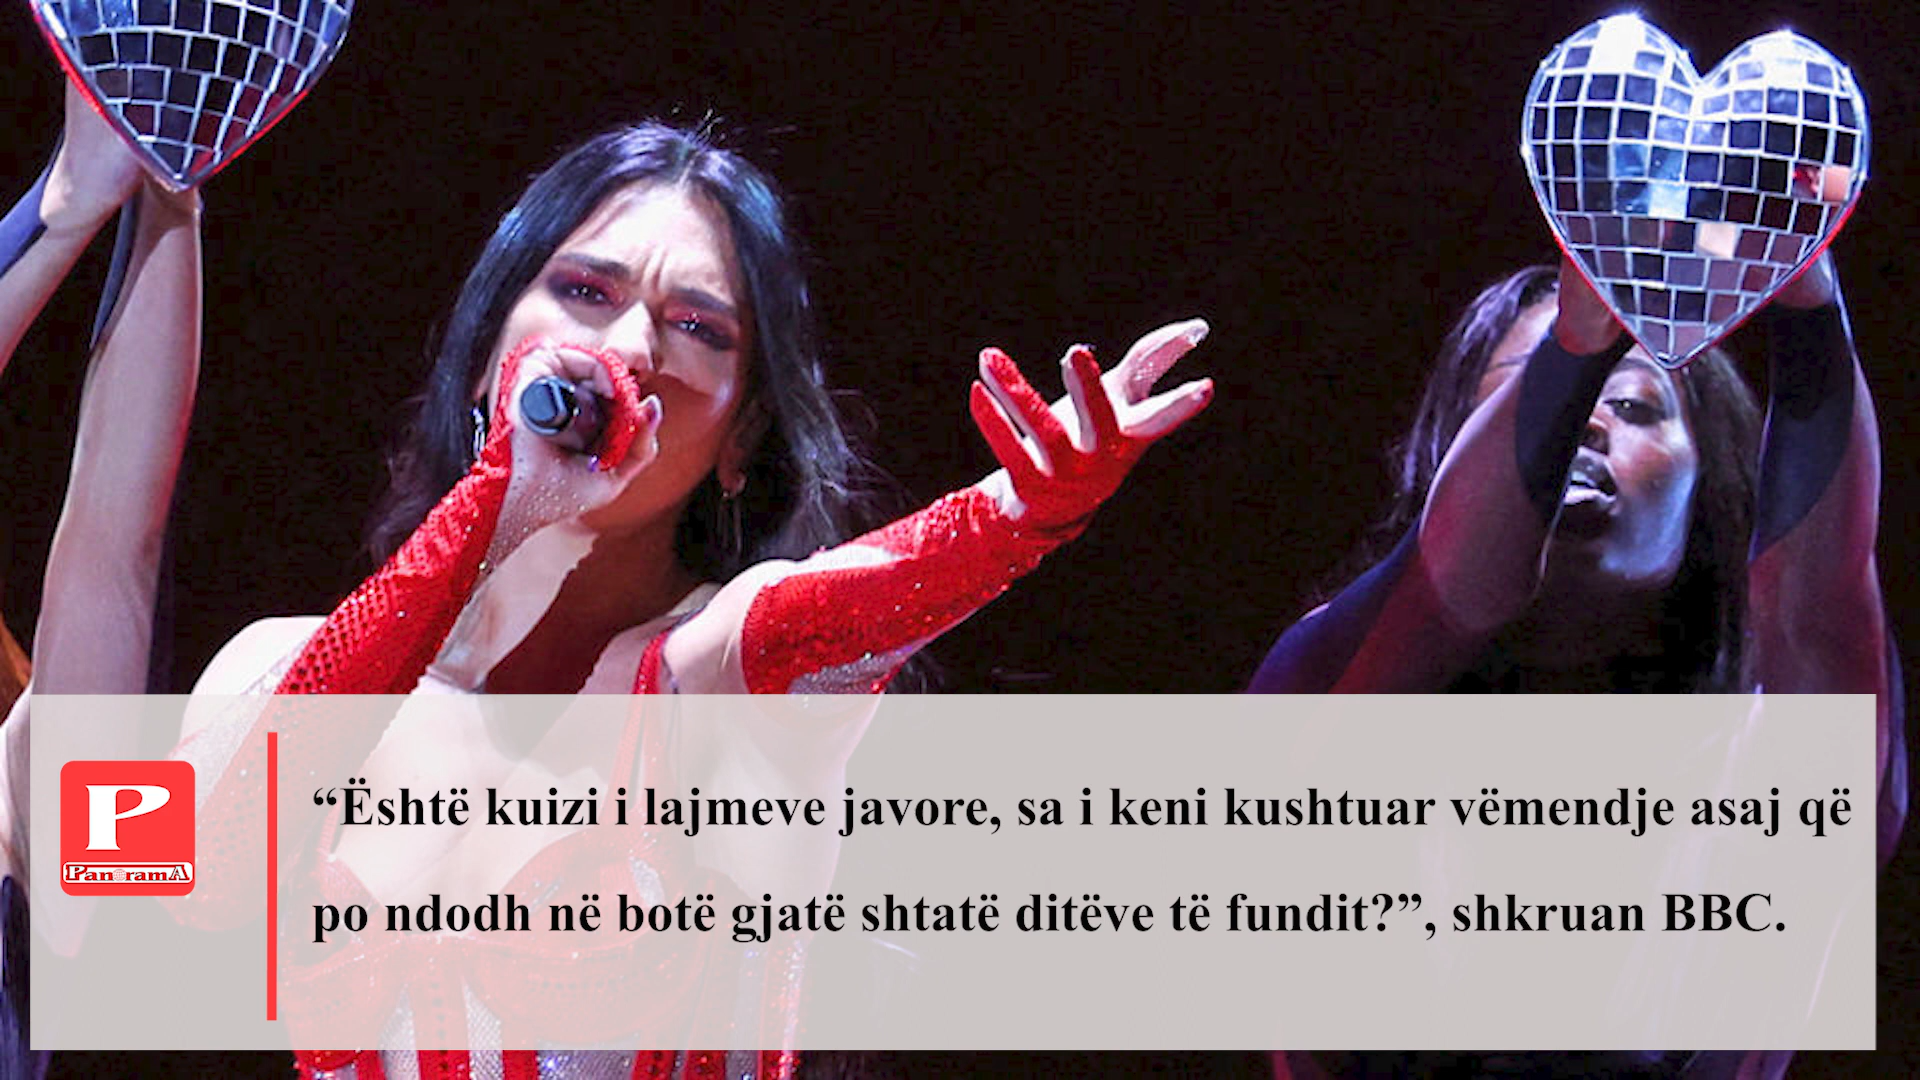 “Është kuizi i lajmeve javore, sa i keni kushtuar vëmendje asaj që
po ndodh në botë gjatë shtatë ditëve të fundit?”, shkruan BBC.
P
PanoramA